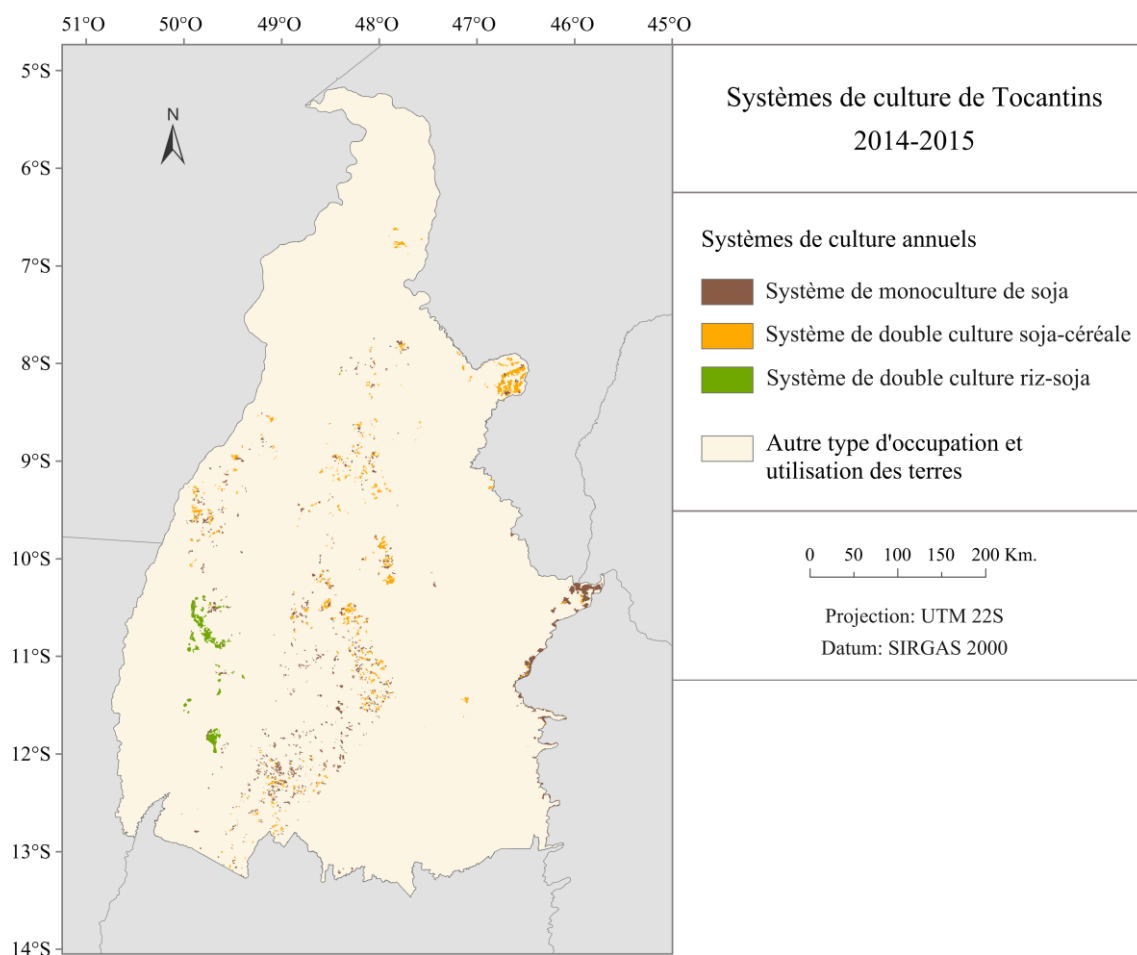 51°O 50°O 49°O 48°O 47°O 46°O 45°O
5°S
6°S
7°S
8°S
9°S
10°S
11°S
12°S
13°S
14°S
N
Systèmes de culture de Tocantins
2014-2015
Systèmes de culture annuels
Système de monoculture de soja
Système de double culture soja-céréale
Système de double culture riz-soja
Autre type d'occupation et
utilisation des terres
0 50 100 150 200 Km.
Projection: UTM 22S
Datum: SIRGAS 2000